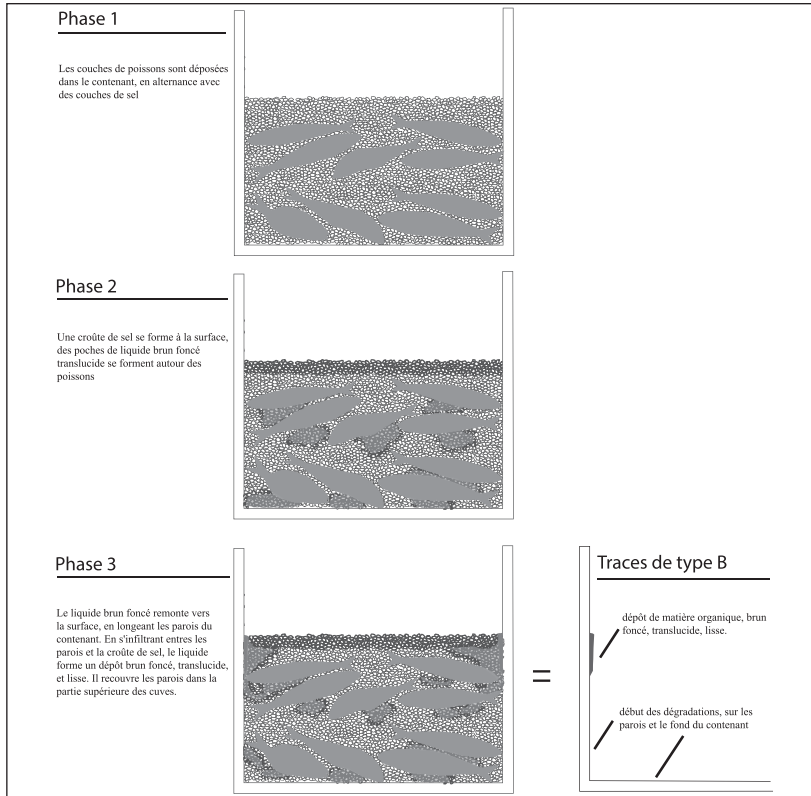 Phase 1
Les couches de poissons sont déposées
dans le contenant, en alternance avec
des couches de sel
Phase 2
Une croûte de sel se forme à la surface,
des poches de liquide brun foncé
translucide se forment autour des
poissons
Phase 3
Le liquide brun foncé remonte vers
la surface, en longeant les parois du
contenant. En s'infiltrant entres les
parois et la croûte de sel, le liquide
forme un dépôt brun foncé, translucide,
et lisse. Il recouvre les parois dans la
partie supérieure des cuves.
=
Traces de type B
dépôt de matière organique, brun
foncé, translucide, lisse.
début des dégradations, sur les
parois et le fond du contenant